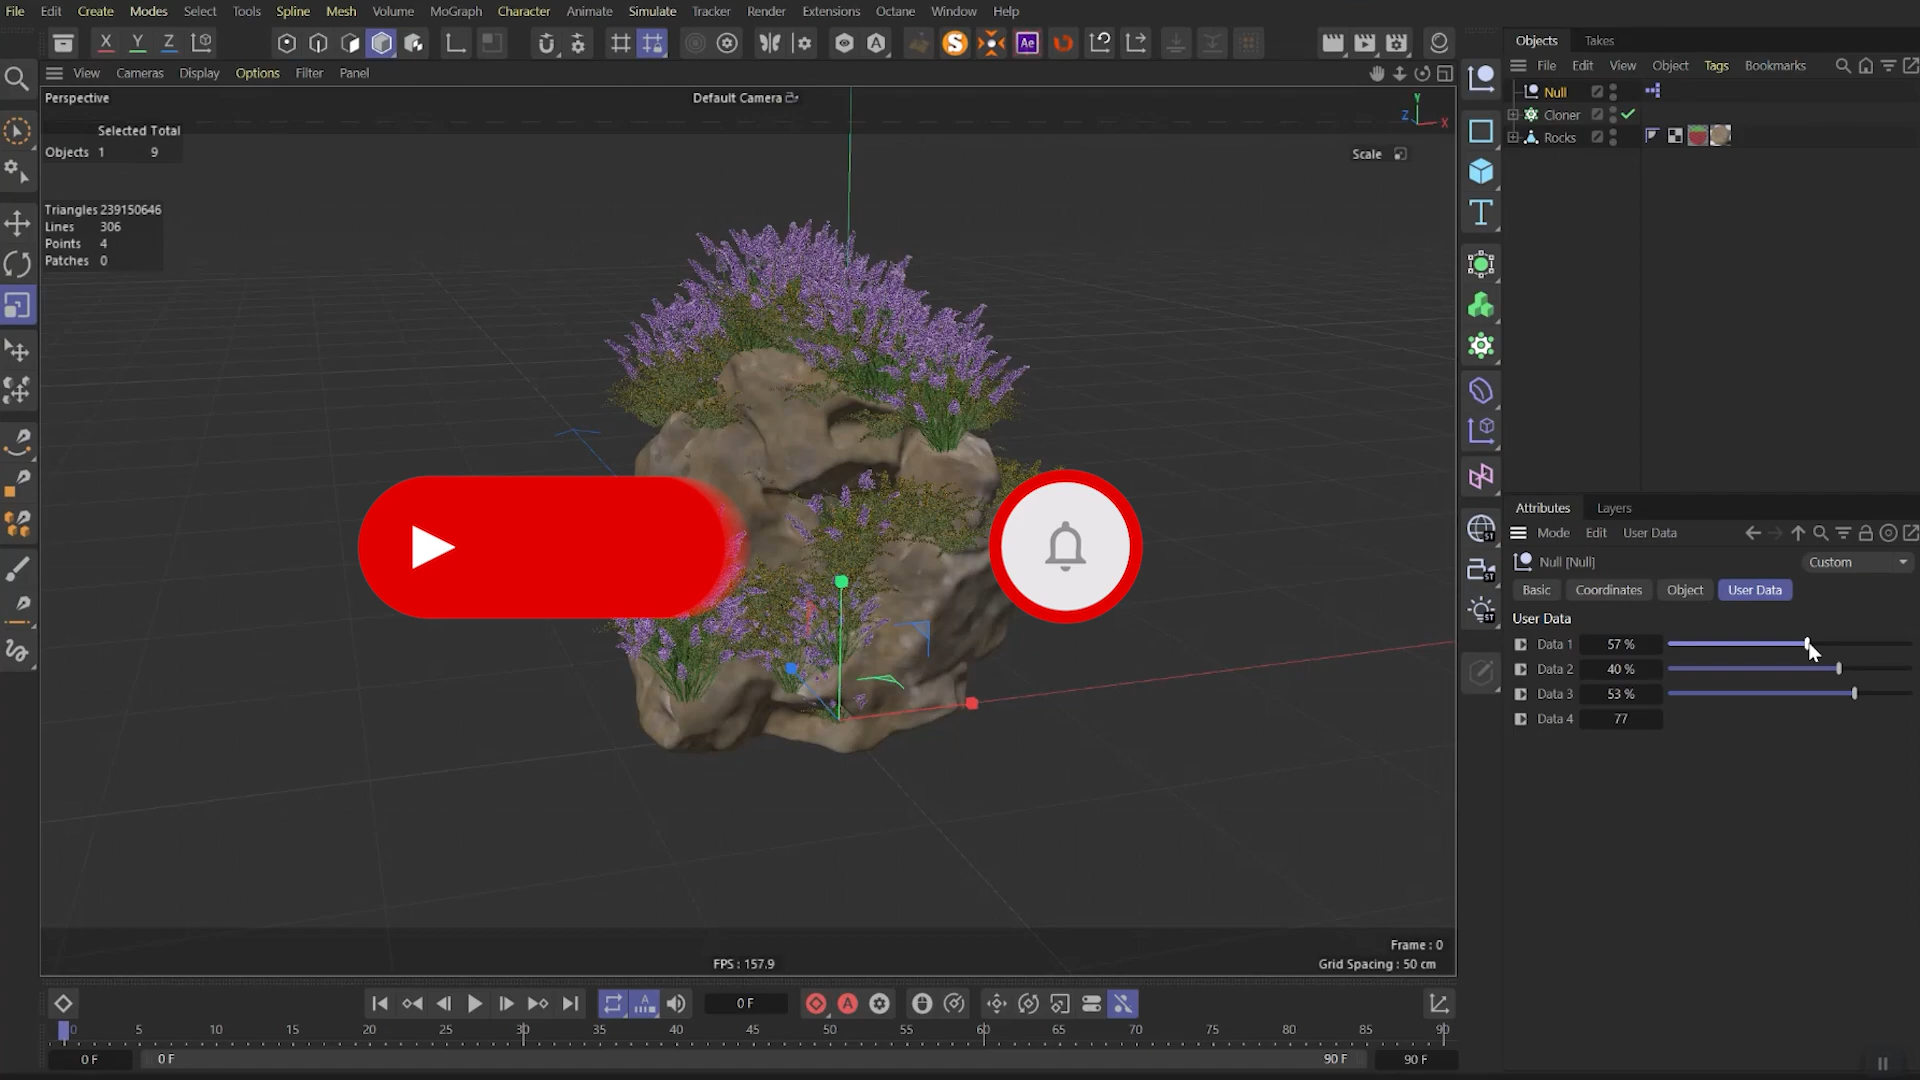 File Edit Create Modes Select Tools Spline Mesh Volume MoGraph Character Animate Simulate Tracker Render Extensions Octane Window Help
X Y Z
S
A
Ae
View Cameras Display Options Filter Panel
Perspective
Default Camera
Y
Z X
Selected Total
Objects 1 9
Scale
Triangles 239150646
Lines 306
Points 4
Patches 0
Frame : 0
FPS : 157.9
Grid Spacing : 50 cm
T
ST
ST
ST
Objects Takes
File Edit View Object Tags Bookmarks
Null
Cloner
Rocks
Attributes Layers
Mode Edit User Data
Null [Null]
Custom
Basic Coordinates Object User Data
User Data
Data 1 57 %
Data 2 40 %
Data 3 53 %
Data 4 77
A
0 F
A
0 5 10 15 20 25 30 35 40 45 50 55 60 65 70 75 80 85 90
0 F 0 F 90 F 90 F